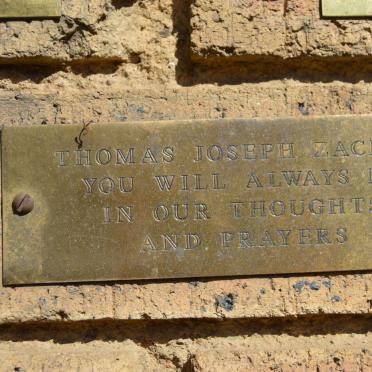 THOMAS JOSEPH
YOU WILL ALWAYS
IN OUR THOUGHTS
AND PRAYERS